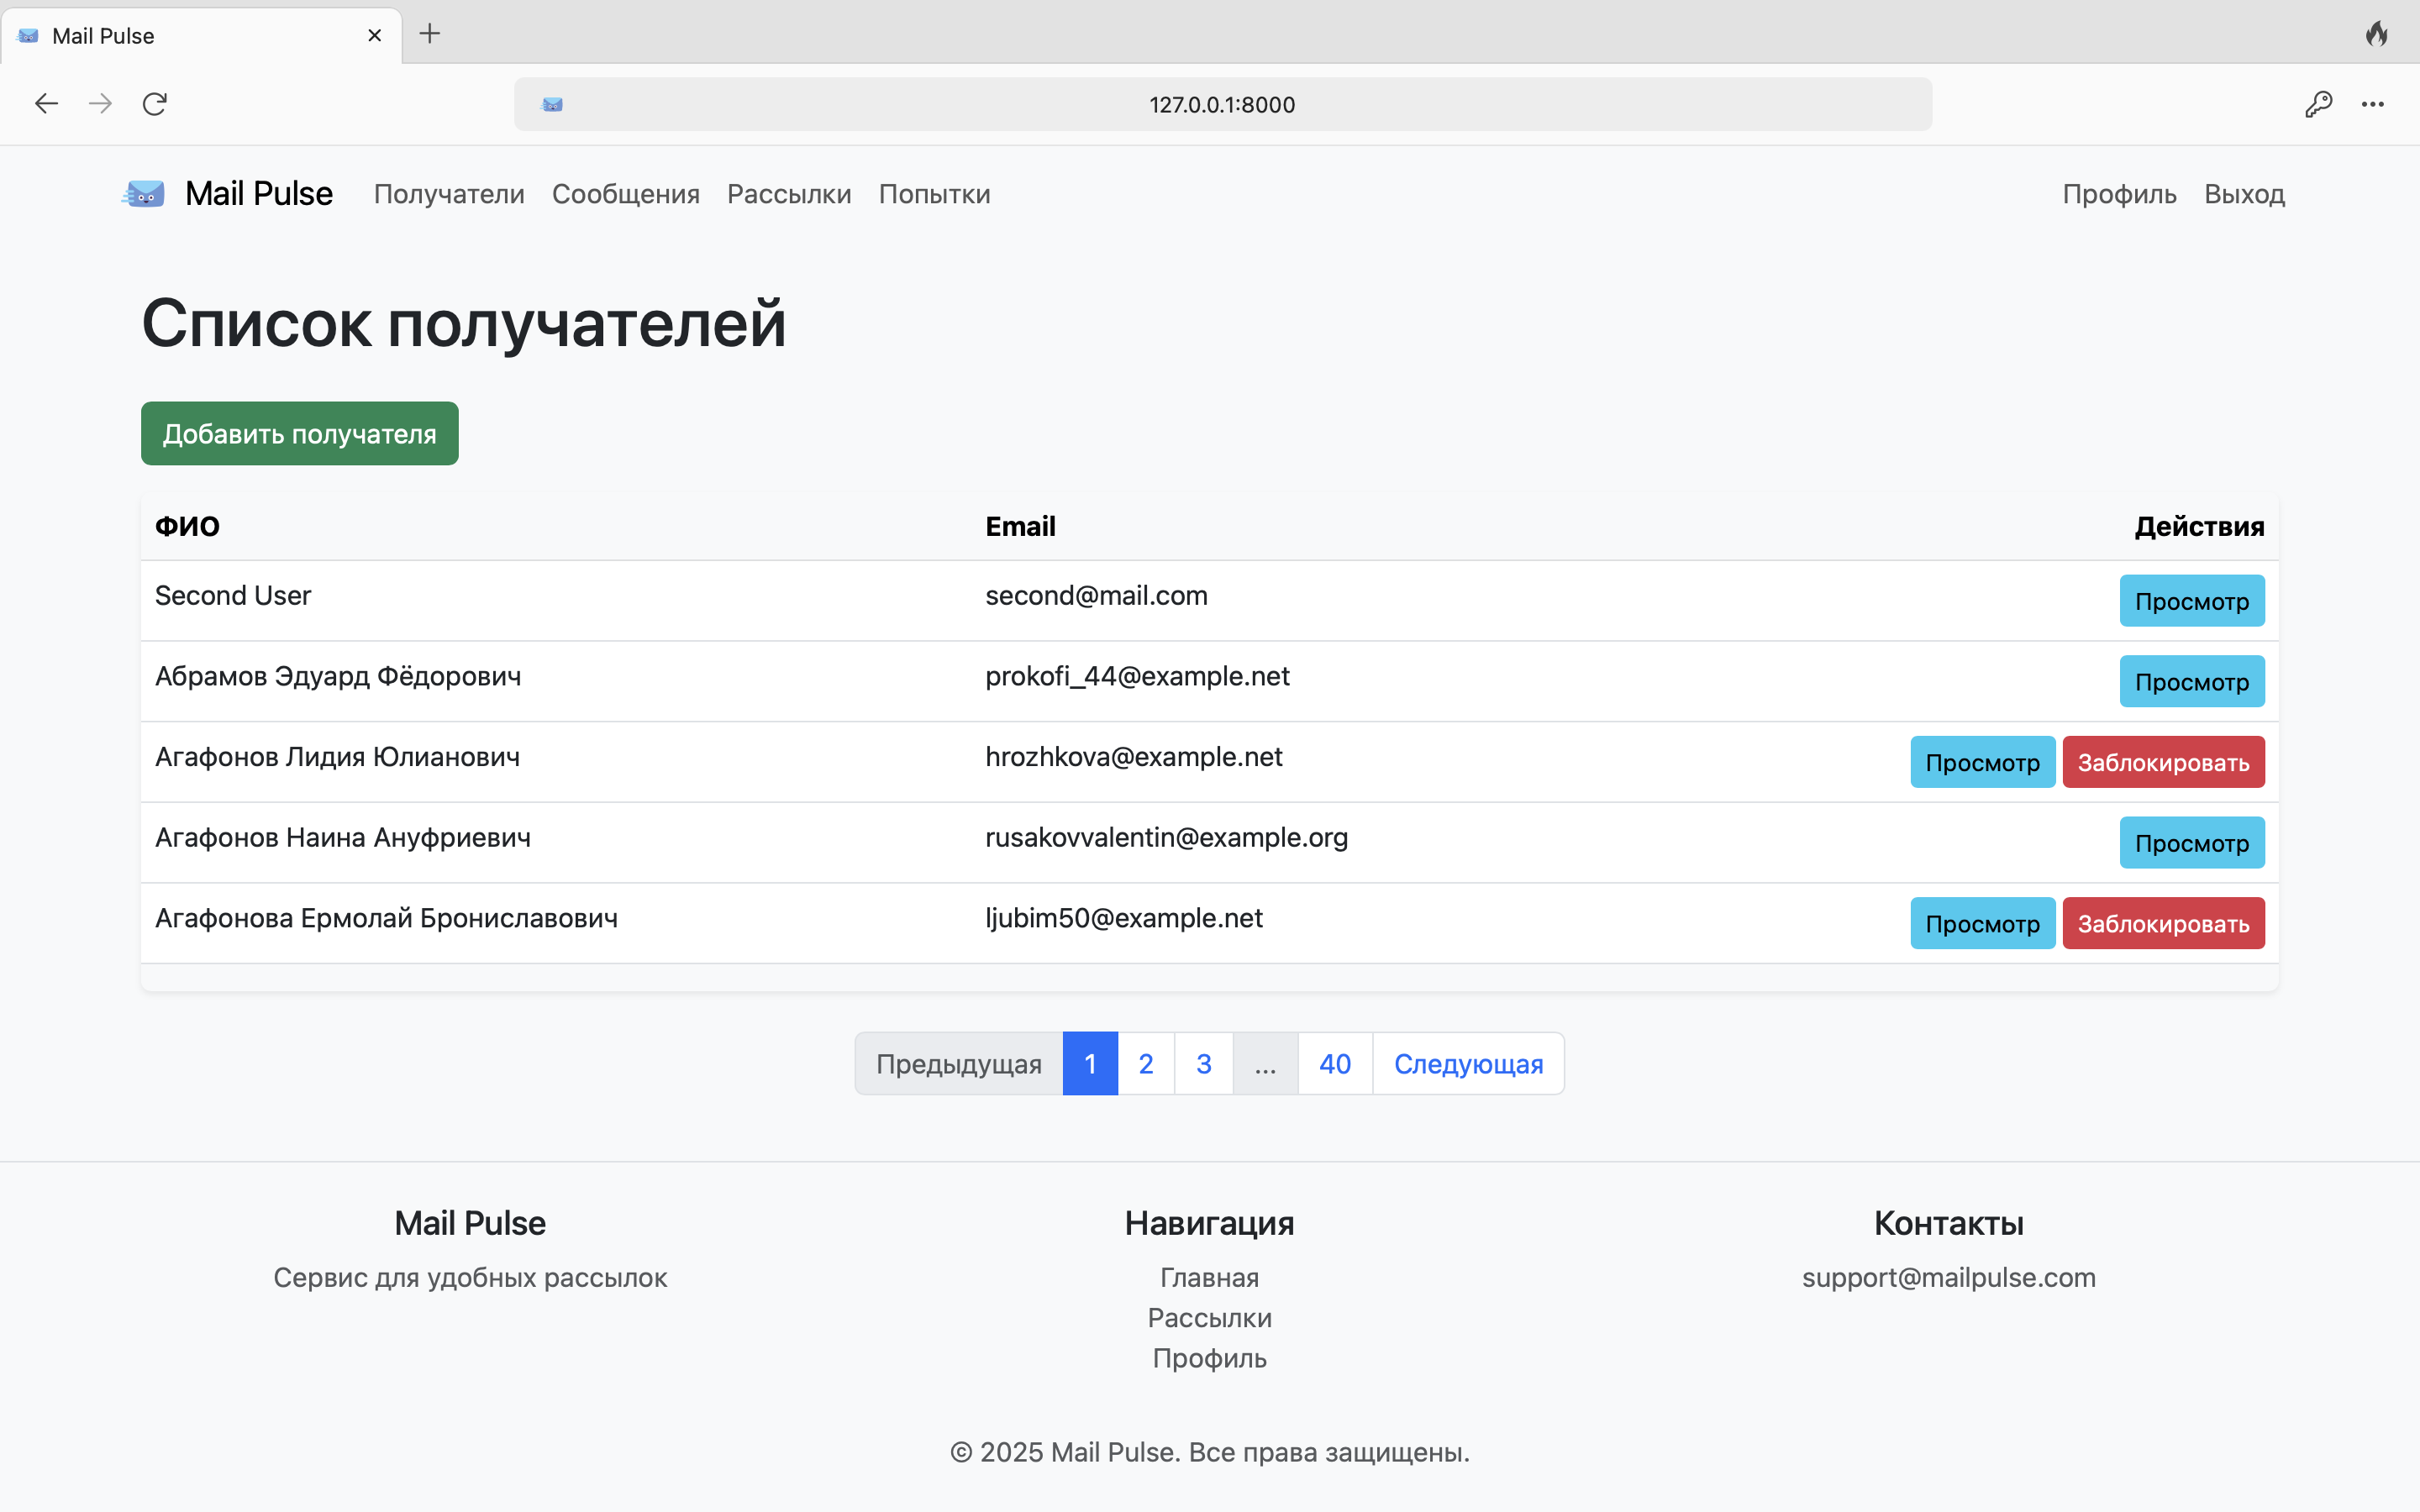 Mail Pulse
127.0.0.1:8000
Mail Pulse Получатели Сообщения Рассылки Попытки Профиль Выход
Список получателей
Добавить получателя
ФИО Email Действия
Second User second@mail.com Просмотр
Абрамов Эдуард Фёдорович prokofi_44@example.net Просмотр
Агафонов Лидия Юлианович hrozhkova@example.net Просмотр Заблокировать
Агафонов Наина Ануфриевич rusakovvalentin@example.org Просмотр
Агафонова Ермолай Брониславович ljubim50@example.net Просмотр Заблокировать
Предыдущая 1 2 3 ... 40 Следующая
Mail Pulse Навигация Контакты
Сервис для удобных рассылок Главная support@mailpulse.com
Рассылки
Профиль
© 2025 Mail Pulse. Все права защищены.